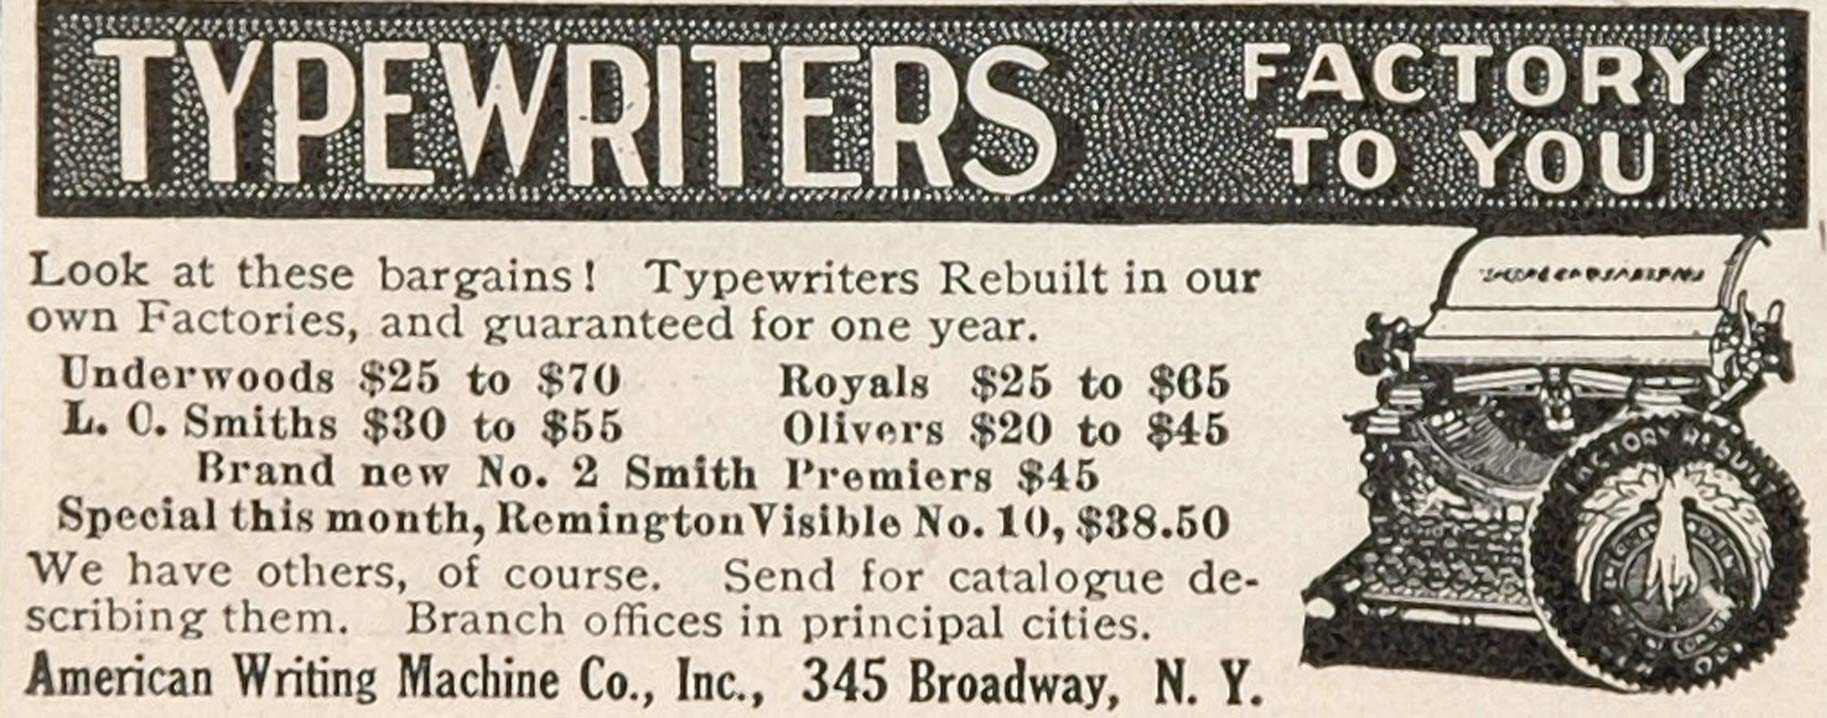 TYPEWRITERS
FACTORY
TO YOU
Look at these bargains! Typewriters Rebuilt in our
own Factories, and guaranteed for one year.
Underwoods $25 to $70 Royals $25 to $65
L. C. Smiths $30 to $55 Olivers $20 to $45
Brand new No. 2 Smith Premiers $45
Special this month, Remington Visible No. 10, $38.50
We have others, of course. Send for catalogue de-
scribing them. Branch offices in principal cities.
American Writing Machine Co., Inc., 345 Broadway, N. Y.
FACTORY REBUILT